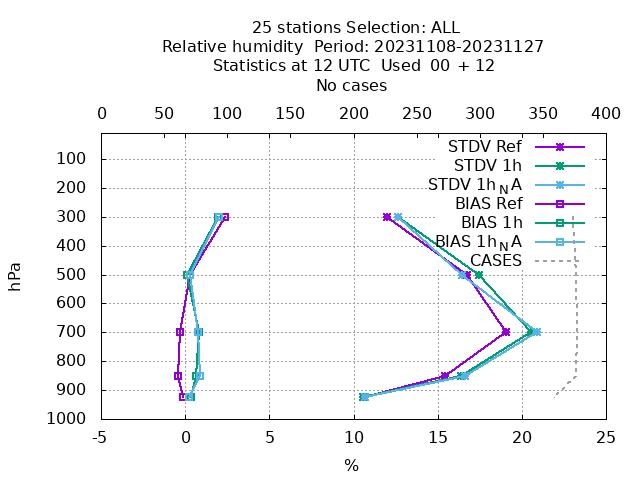 25 stations Selection: ALL
Relative humidity  Period: 20231108-20231127
Statistics at 12 UTC  Used  00 + 12
No cases
0 50 100 150 200 250 300 350 400
STDV Ref
STDV 1h
STDV 1h_NA
BIAS Ref
BIAS 1h
BIAS 1h_NA
CASES
100
200
300
400
500
600
700
800
900
1000
hPa
-5 0 5 10 15 20 25
%